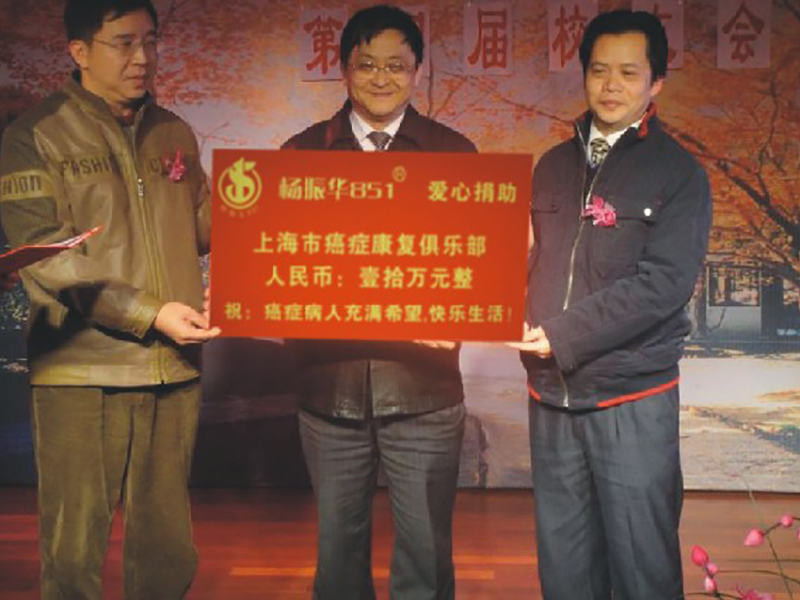 第 届 校 友 会
FASHION
杨振华851® 爱心捐助
上海市癌症康复俱乐部
人民币：壹拾万元整
祝：癌症病人充满希望,快乐生活!